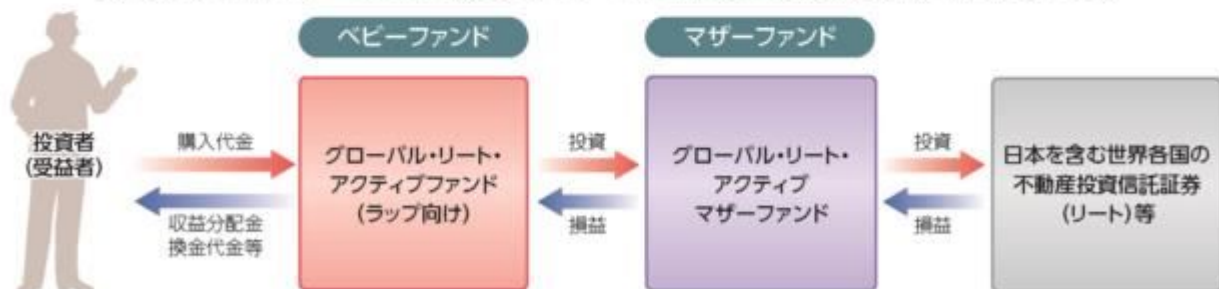 ベビーファンド
マザーファンド
投資者
(受益者)
購入代金
収益分配金
換金代金等
グローバル・リート・
アクティブファンド
(ラップ向け)
投資
損益
グローバル・リート・
アクティブ
マザーファンド
投資
損益
日本を含む世界各国の
不動産投資信託証券
(リート)等